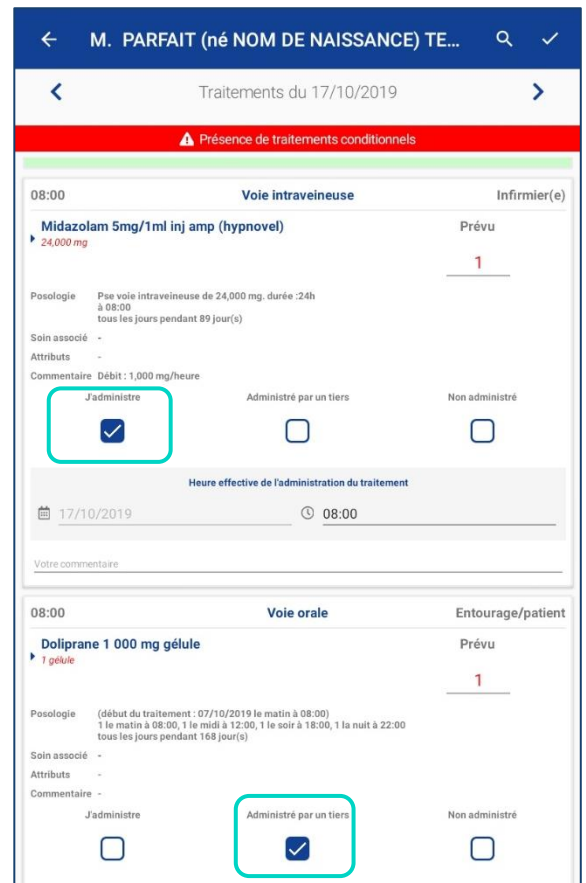 M. PARFAIT (né NOM DE NAISSANCE) TE...
Traitements du 17/10/2019
Présence de traitements conditionnels
08:00 Voie intraveineuse Infirmier(e)
Midazolam 5mg/1ml inj amp (hypnovel) Prévu
24,000 mg
1
Posologie Pse voie intraveineuse de 24,000 mg. durée :24h
à 08:00
tous les jours pendant 89 jour(s)
Soin associé -
Attributs -
Commentaire Débit : 1,000 mg/heure
J'administre Administré par un tiers Non administré
Heure effective de l'administration du traitement
17/10/2019 08:00
Votre commentaire
08:00 Voie orale Entourage/patient
Doliprane 1 000 mg gélule Prévu
1 gélule
1
Posologie (début du traitement : 07/10/2019 le matin à 08:00)
1 le matin à 08:00, 1 le midi à 12:00, 1 le soir à 18:00, 1 la nuit à 22:00
tous les jours pendant 168 jour(s)
Soin associé -
Attributs -
Commentaire -
J'administre Administré par un tiers Non administré